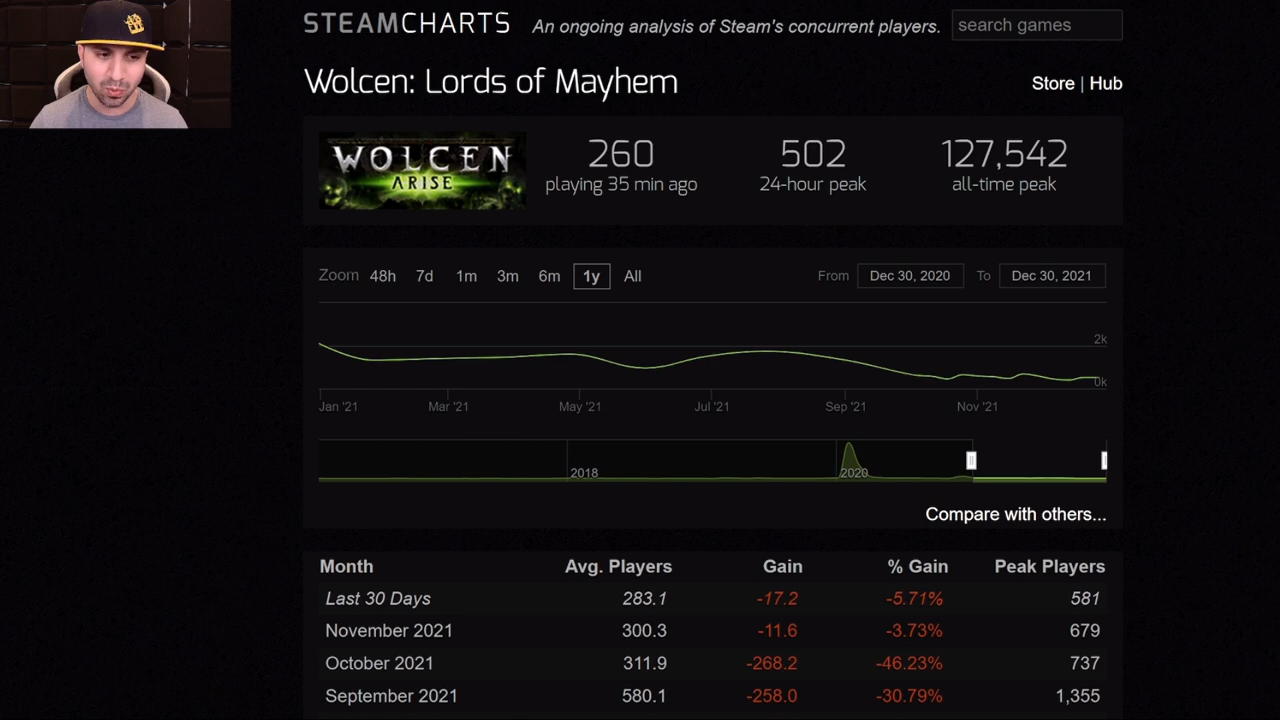 STEAMCHARTS An ongoing analysis of Steam's concurrent players. search games
Wolcen: Lords of Mayhem Store | Hub
WOLCEN
ARISE
260 502 127,542
playing 35 min ago 24-hour peak all-time peak
Zoom 48h 7d 1m 3m 6m 1y All From Dec 30, 2020 To Dec 30, 2021
2k
0k
Jan '21 Mar '21 May '21 Jul '21 Sep '21 Nov '21
2018 2020
Compare with others...
Month Avg. Players Gain % Gain Peak Players
Last 30 Days 283.1 -17.2 -5.71% 581
November 2021 300.3 -11.6 -3.73% 679
October 2021 311.9 -268.2 -46.23% 737
September 2021 580.1 -258.0 -30.79% 1,355